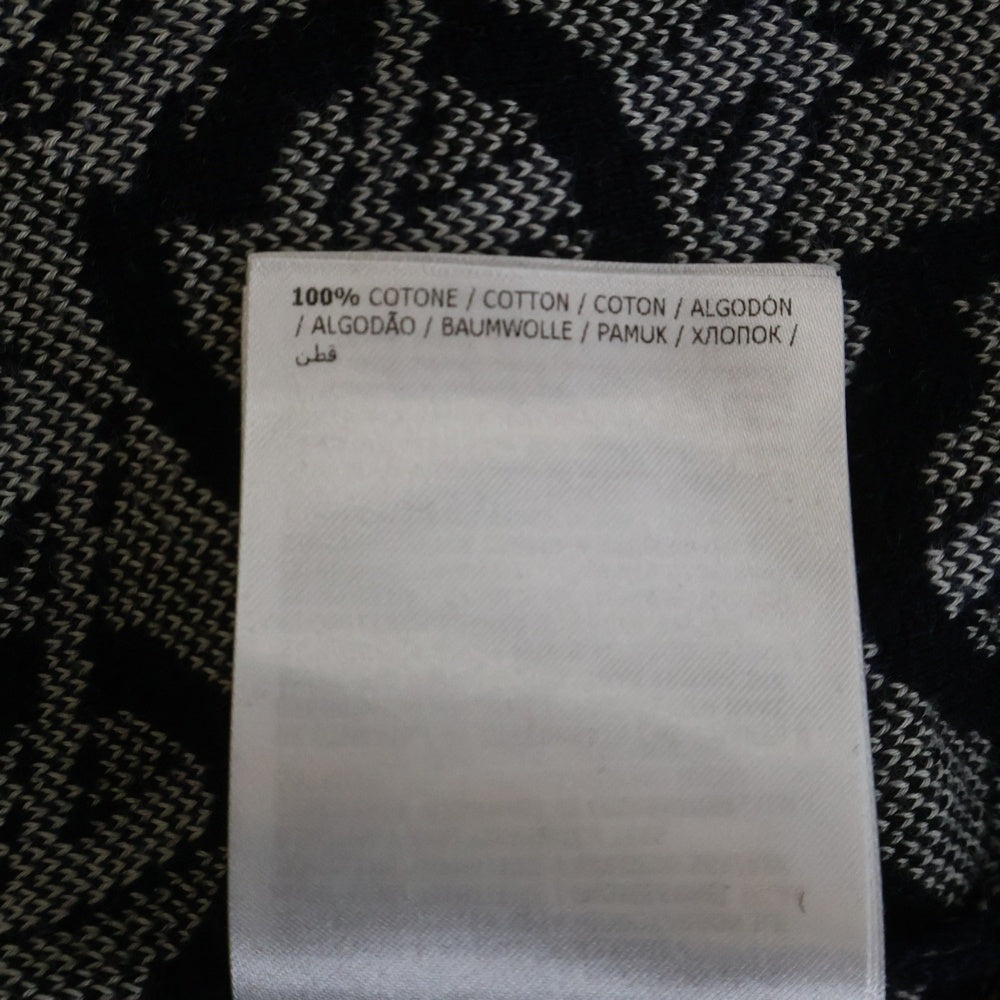 100% COTONE / COTTON / COTON / ALGODÓN
/ ALGODÃO / BAUMWOLLE / PAMUK / ХЛОПОК /
قطن